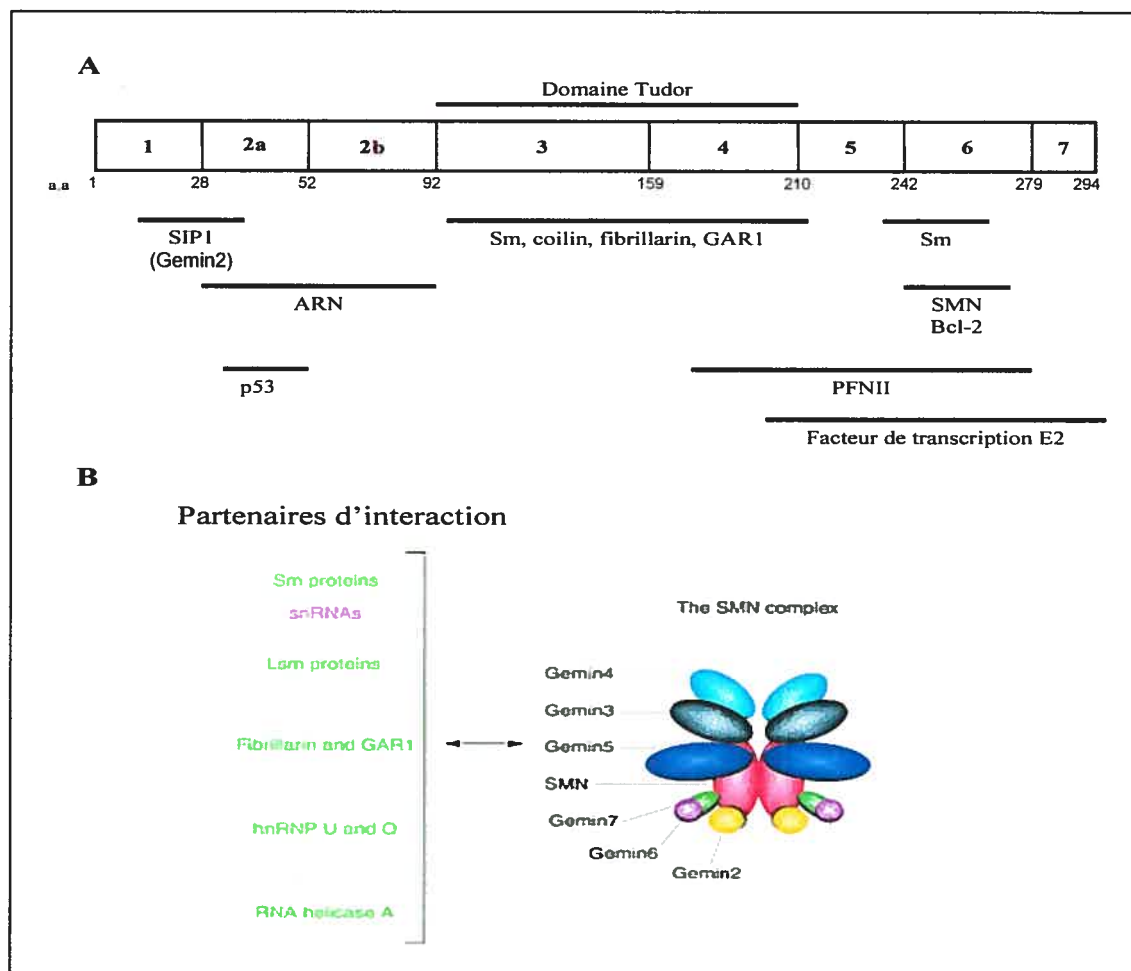 A
Domaine Tudor
1 2a 2b 3 4 5 6 7
a.a 1 28 52 92 159 210 242 279 294
SIP1
(Gemin2)
Sm, coilin, fibrillarin, GAR1
Sm
ARN
SMN
Bcl-2
p53
PFNII
Facteur de transcription E2
B
Partenaires d'interaction
Sm proteins
snRNAs
Lsm proteins
Fibrillarin and GAR1
hnRNP U and Q
RNA helicase A
The SMN complex
Gemin4
Gemin3
Gemin5
SMN
Gemin7
Gemin6
Gemin2